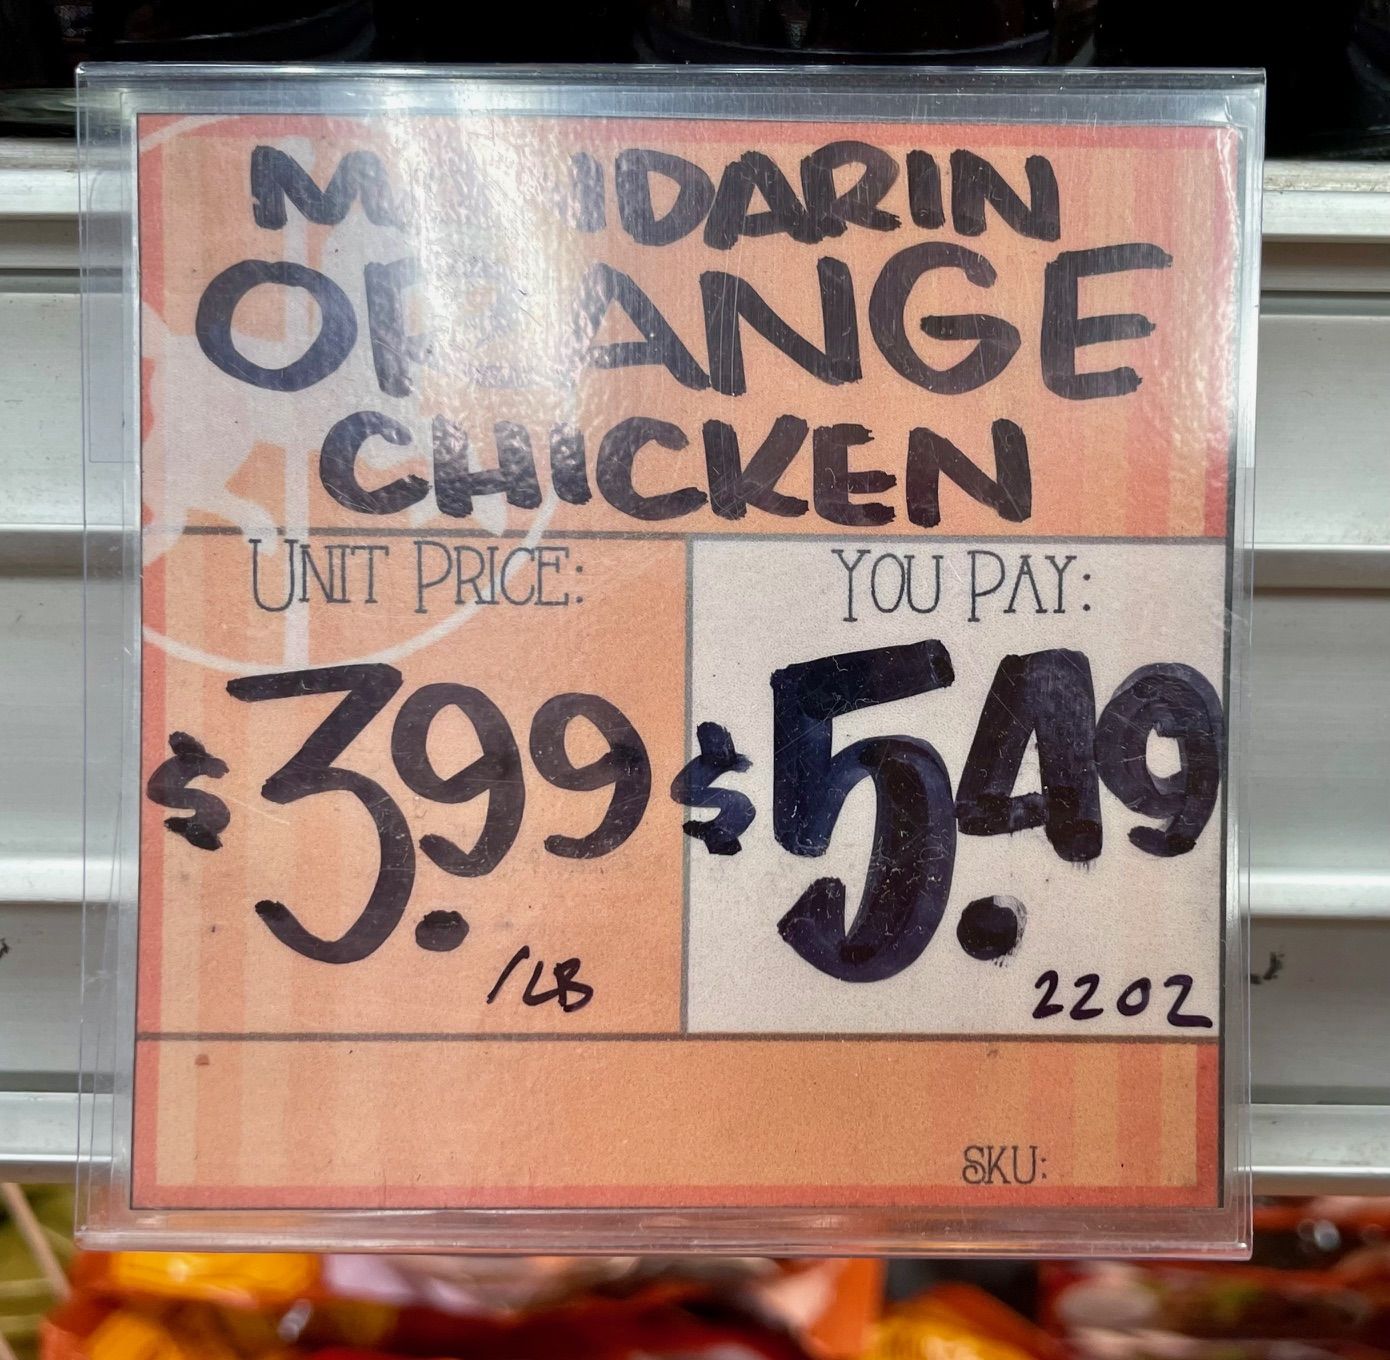 MANDARIN
ORANGE
CHICKEN
UNIT PRICE:
$3.99
/LB
YOU PAY:
$5.49
22OZ
SKU: